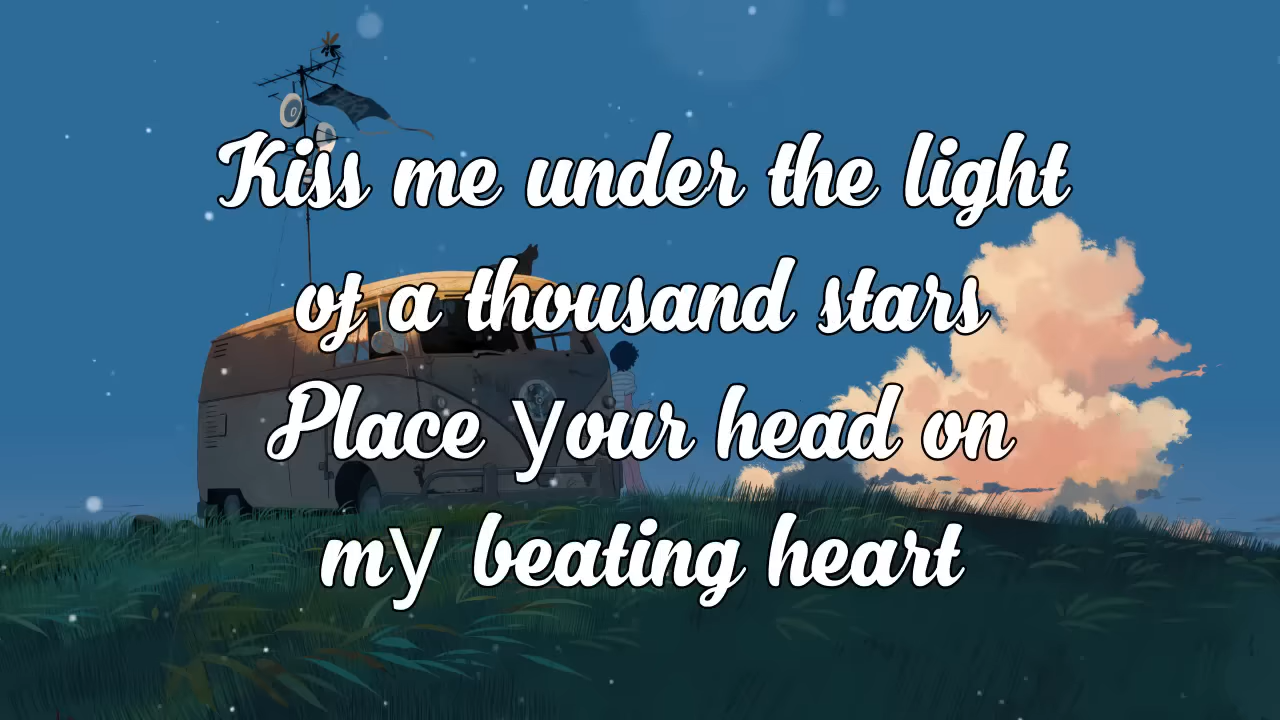 Kiss me under the light
of a thousand stars
Place your head on
my beating heart